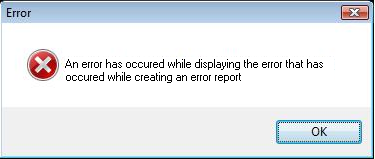 Error
An error has occured while displaying the error that has
occured while creating an error report
OK